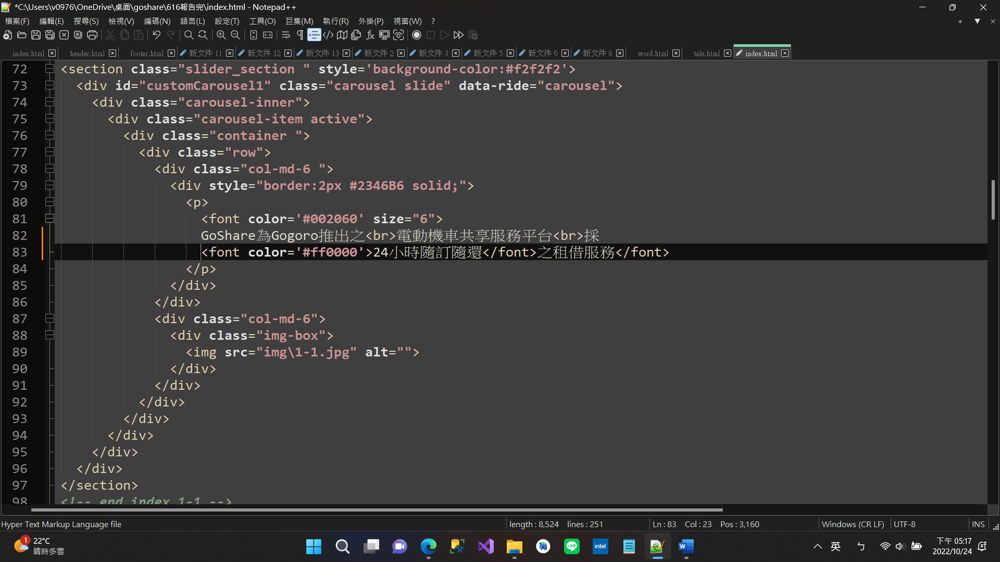 *C:\Users\v0976\OneDrive\桌面\goshare\616報告完\index.html - Notepad++
檔案(F) 編輯(E) 搜尋(S) 檢視(V) 編碼(N) 語言(L) 設定(T) 工具(O) 巨集(M) 執行(R) 外掛(P) 視窗(W) ?
index.html header.html footer.html 新文件 11 新文件 12 新文件 13 新文件 2 新文件 3 新文件 5 新文件 6 新文件 8 word.html tale.html index.html
72 <section class="slider_section " style='background-color:#f2f2f2'>
73 <div id="customCarousel1" class="carousel slide" data-ride="carousel">
74 <div class="carousel-inner">
75 <div class="carousel-item active">
76 <div class="container ">
77 <div class="row">
78 <div class="col-md-6 ">
79 <div style="border:2px #2346B6 solid;">
80 <p>
81 <font color='#002060' size="6">
82 GoShare為Gogoro推出之<br>電動機車共享服務平台<br>採
83 <font color='#ff0000'>24小時隨訂隨還</font>之租借服務</font>
84 </p>
85 </div>
86 </div>
87 <div class="col-md-6">
88 <div class="img-box">
89 <img src="img\1-1.jpg" alt="">
90 </div>
91 </div>
92 </div>
93 </div>
94 </div>
95 </div>
96 </div>
97 </section>
98 <!-- end index 1-1 -->
Hyper Text Markup Language file length : 8,524 lines : 251 Ln : 83 Col : 23 Pos : 3,160 Windows (CR LF) UTF-8 INS
1 22°C
晴時多雲
LINE intel W 英 ㄅ
下午 05:17
2022/10/24